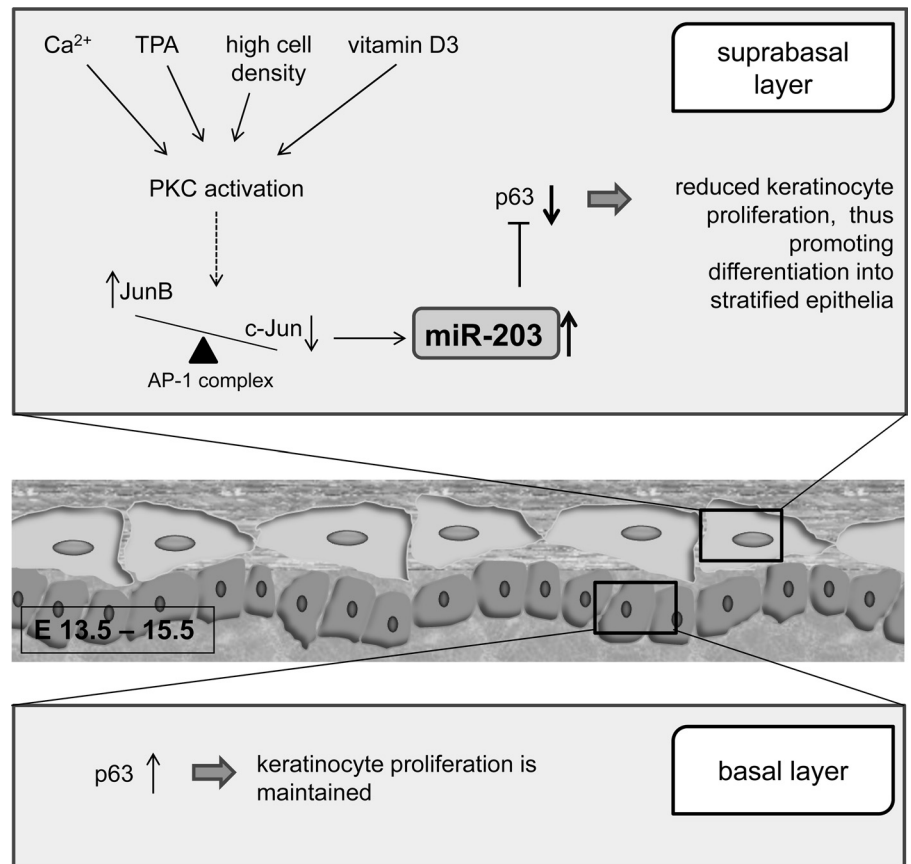 Ca2+ TPA high cell vitamin D3
density
suprabasal
layer
PKC activation
p63
reduced keratinocyte
proliferation, thus
promoting
differentiation into
stratified epithelia
JunB
c-Jun
miR-203
AP-1 complex
E 13.5 – 15.5
p63
keratinocyte proliferation is
maintained
basal layer